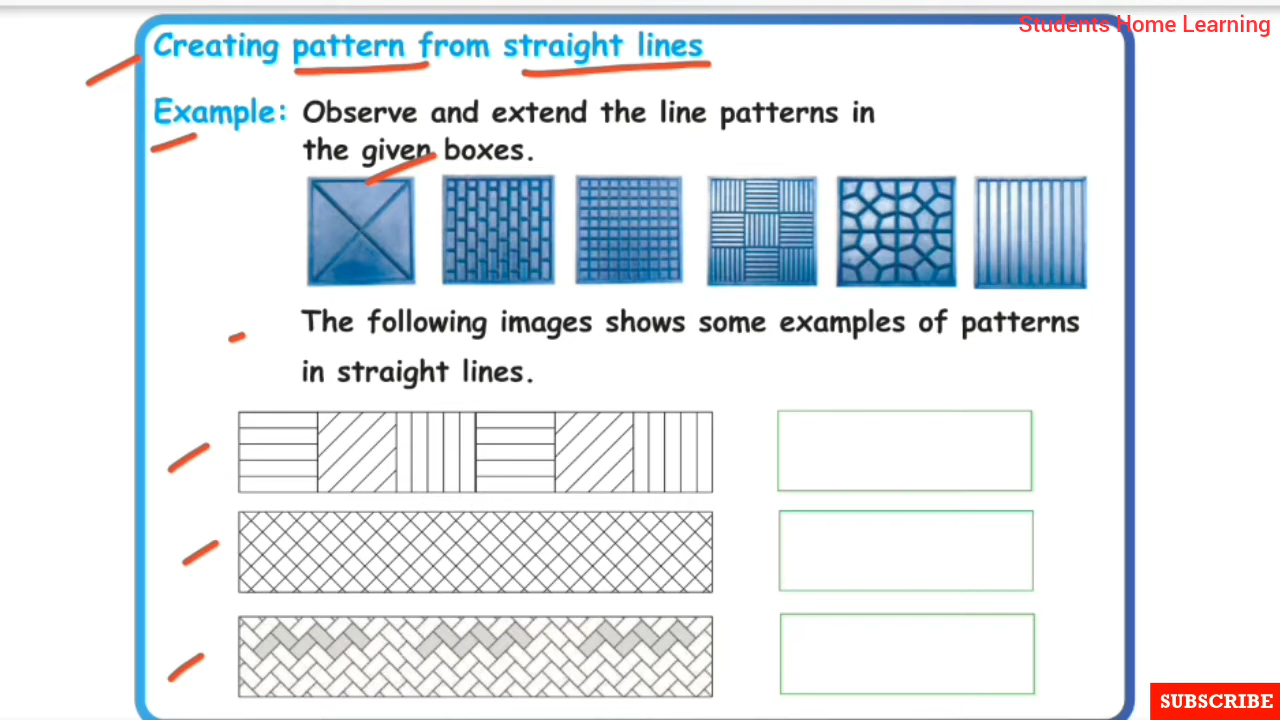 Students Home Learning
Creating pattern from straight lines
Example: Observe and extend the line patterns in
the given boxes.
The following images shows some examples of patterns
in straight lines.
SUBSCRIBE